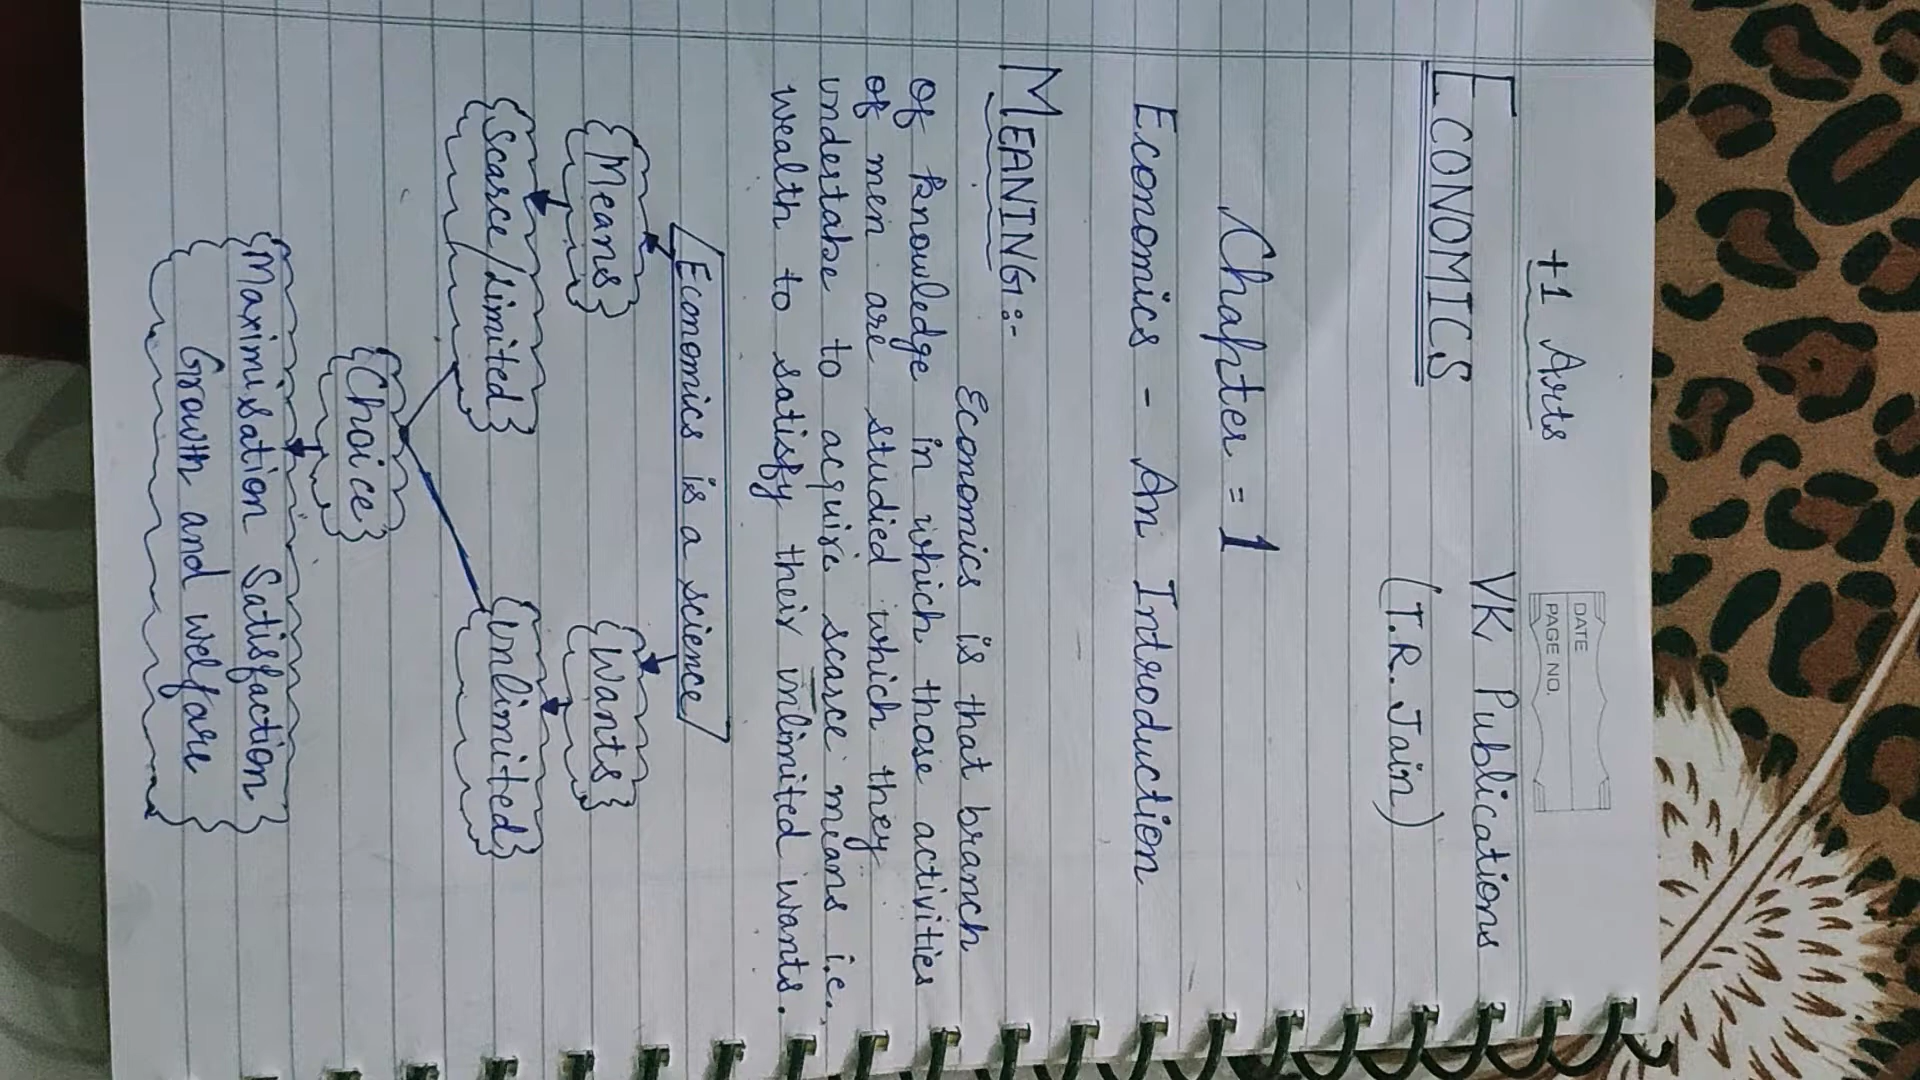 +1 Arts
DATE
PAGE NO.
ECONOMICS VK Publications
(T.R. Jain)
Chapter = 1
Economics - An Introduction
MEANING:-
Economics is that branch
of knowledge in which those activities
of men are studied which they
undertake to acquire scarce means i.e.,
wealth to satisfy their unlimited wants.
Economics is a science
{Means} {Wants}
{Scarce/Limited} {Unlimited}
{Choice}
{Maximisation Satisfaction}
{Growth and welfare}